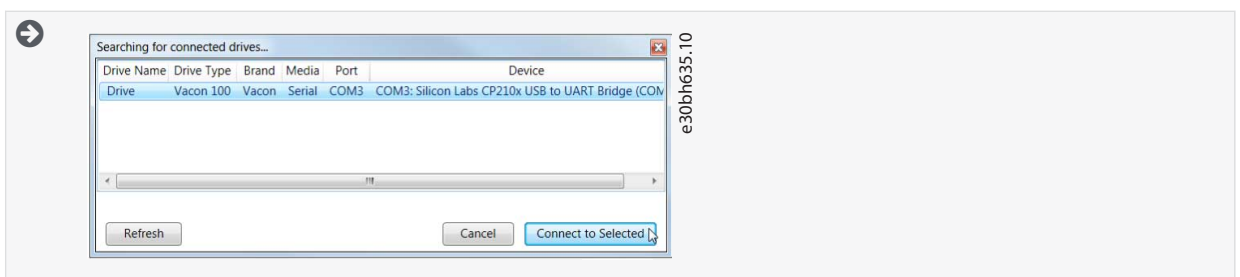 Searching for connected drives...
Drive Name Drive Type Brand Media Port Device
Drive Vacon 100 Vacon Serial COM3 COM3: Silicon Labs CP210x USB to UART Bridge (COM
Refresh Cancel Connect to Selected
e30bh635.10